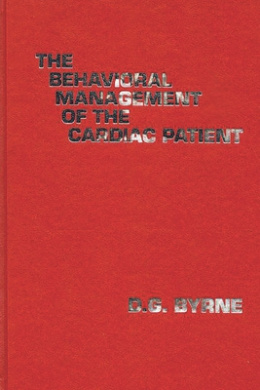 THE
BEHAVIORAL
MANAGEMENT
OF THE
CARDIAC PATIENT
D.G. BYRNE